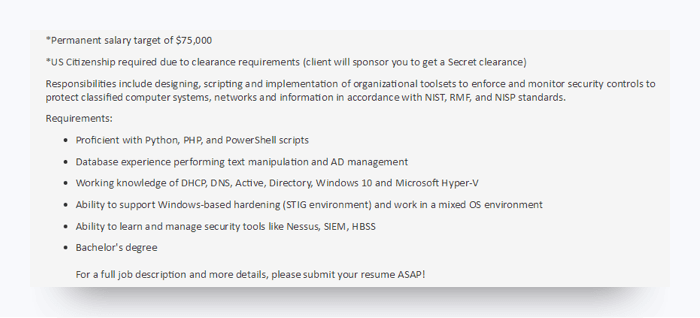 *Permanent salary target of $75,000
*US Citizenship required due to clearance requirements (client will sponsor you to get a Secret clearance)
Responsibilities include designing, scripting and implementation of organizational toolsets to enforce and monitor security controls to
protect classified computer systems, networks and information in accordance with NIST, RMF, and NISP standards.
Requirements:
• Proficient with Python, PHP, and PowerShell scripts
• Database experience performing text manipulation and AD management
• Working knowledge of DHCP, DNS, Active, Directory, Windows 10 and Microsoft Hyper-V
• Ability to support Windows-based hardening (STIG environment) and work in a mixed OS environment
• Ability to learn and manage security tools like Nessus, SIEM, HBSS
• Bachelor's degree
For a full job description and more details, please submit your resume ASAP!